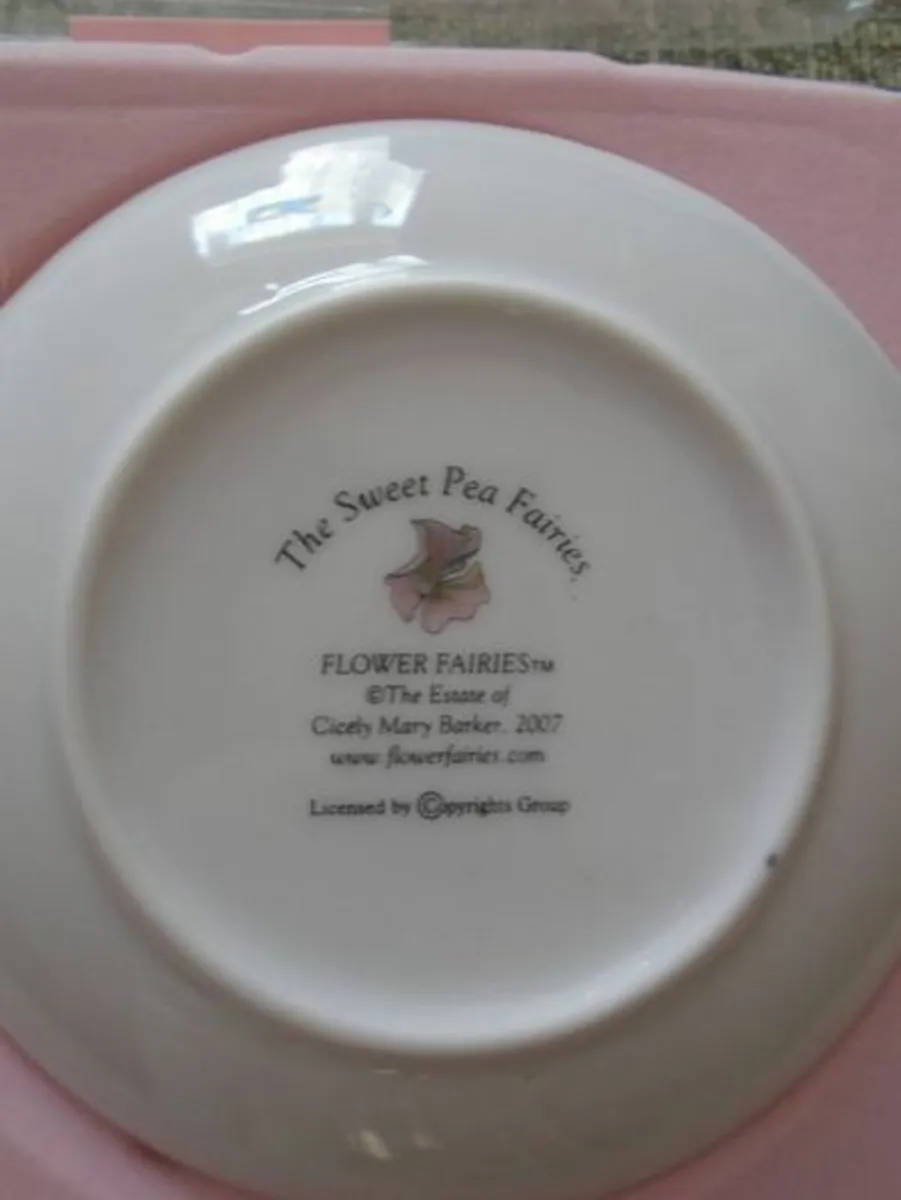 The Sweet Pea Fairies.
FLOWER FAIRIES™
©The Estate of
Cicely Mary Barker, 2007
www.flowerfairies.com
Licensed by ©opyrights Group